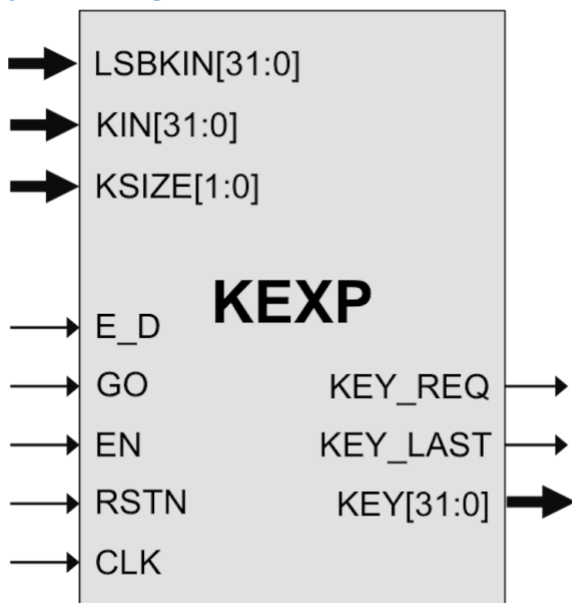 LSBKIN[31:0]
KIN[31:0]
KSIZE[1:0]
KEXP
E_D
GO
KEY_REQ
EN
KEY_LAST
RSTN
KEY[31:0]
CLK